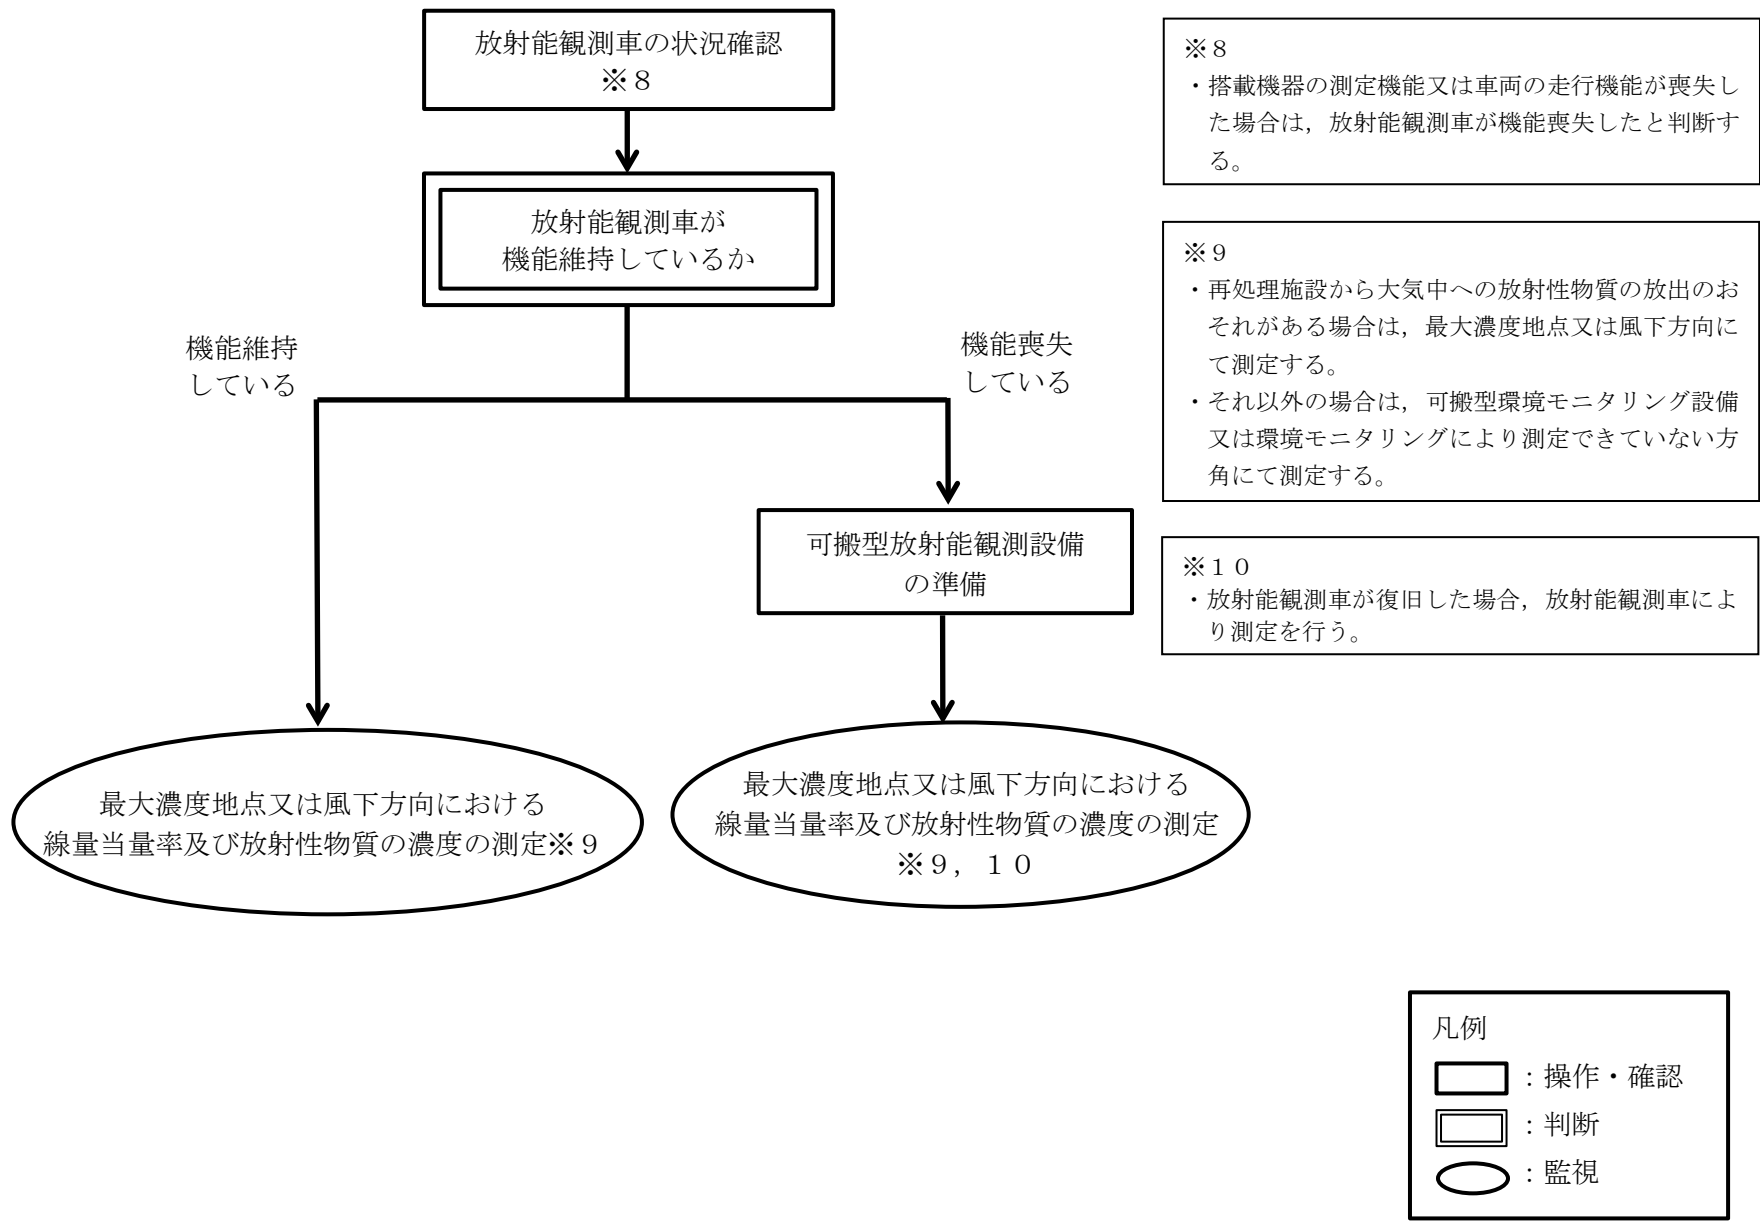 放射能観測車の状況確認
※８
放射能観測車が
機能維持しているか
機能維持
している
機能喪失
している
可搬型放射能観測設備
の準備
最大濃度地点又は風下方向における
線量当量率及び放射性物質の濃度の測定※９
最大濃度地点又は風下方向における
線量当量率及び放射性物質の濃度の測定
※９，１０
※８
・搭載機器の測定機能又は車両の走行機能が喪失し
た場合は，放射能観測車が機能喪失したと判断す
る。
※９
・再処理施設から大気中への放射性物質の放出のお
それがある場合は，最大濃度地点又は風下方向に
て測定する。
・それ以外の場合は，可搬型環境モニタリング設備
又は環境モニタリングにより測定できていない方
角にて測定する。
※１０
・放射能観測車が復旧した場合，放射能観測車によ
り測定を行う。
凡例
：操作・確認
：判断
：監視